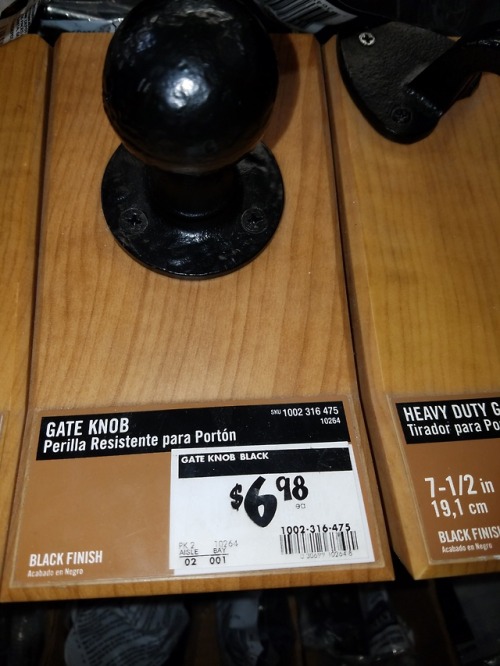 GATE KNOB
SKU 1002 316 475
10264
Perilla Resistente para Portón
GATE KNOB BLACK
$6 98
ea
1002-316-475
PK 2 10264
AISLE BAY
02 001
BLACK FINISH
Acabado en Negro
HEAVY DUTY G
Tirador para Po
7-1/2 in
19,1 cm
BLACK FINISH
Acabado en Negro